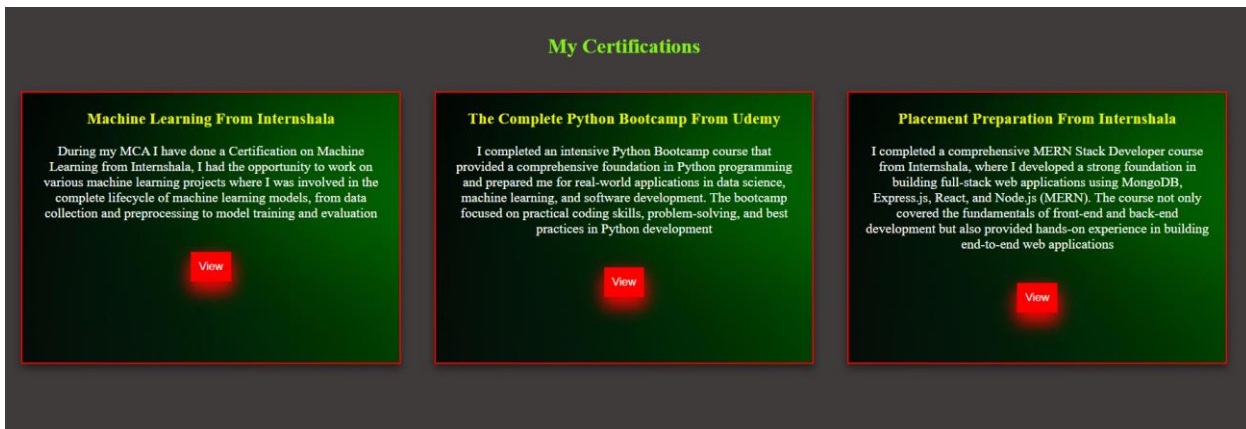 My Certifications
Machine Learning From Internshala
During my MCA I have done a Certification on Machine
Learning from Internshala, I had the opportunity to work on
various machine learning projects where I was involved in the
complete lifecycle of machine learning models, from data
collection and preprocessing to model training and evaluation
View
The Complete Python Bootcamp From Udemy
I completed an intensive Python Bootcamp course that
provided a comprehensive foundation in Python programming
and prepared me for real-world applications in data science,
machine learning, and software development. The bootcamp
focused on practical coding skills, problem-solving, and best
practices in Python development
View
Placement Preparation From Internshala
I completed a comprehensive MERN Stack Developer course
from Internshala, where I developed a strong foundation in
building full-stack web applications using MongoDB,
Express.js, React, and Node.js (MERN). The course not only
covered the fundamentals of front-end and back-end
development but also provided hands-on experience in building
end-to-end web applications
View